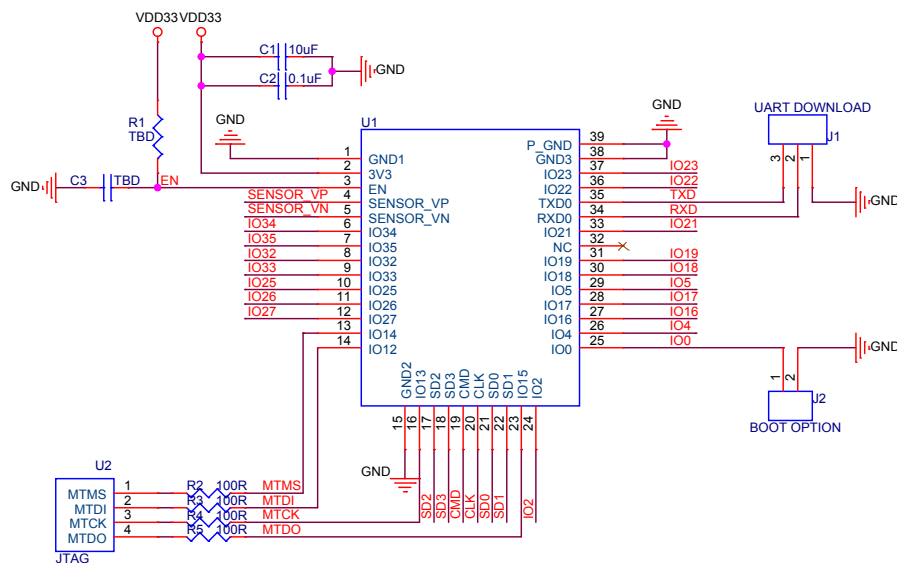 VDD33 VDD33
C1 10uF
GND
C2 0.1uF
R1
TBD
GND
GND
UART DOWNLOAD
J1
3 2 1
U1
C3 TBD EN
GND
1 GND1
2 3V3
3 EN
SENSOR_VP 4 SENSOR_VP
SENSOR_VN 5 SENSOR_VN
IO34 6 IO34
IO35 7 IO35
IO32 8 IO32
IO33 9 IO33
IO25 10 IO25
IO26 11 IO26
IO27 12 IO27
13 IO14
14 IO12
P_GND 39
GND3 38
IO23 37 IO23
IO22 36 IO22
TXD0 35 TXD
RXD0 34 RXD
IO21 33 IO21
NC 32
IO19 31 IO19
IO18 30 IO18
IO5 29 IO5
IO17 28 IO17
IO16 27 IO16
IO4 26 IO4
IO0 25 IO0
GND
GND
GND2 IO13 SD2 SD3 CMD CLK SD0 SD1 IO15 IO2
15 16 17 18 19 20 21 22 23 24
1 2
J2
BOOT OPTION
GND
SD2 SD3 CMD CLK SD0 SD1 IO2
U2
MTMS 1 R2 100R MTMS
MTDI 2 R3 100R MTDI
MTCK 3 R4 100R MTCK
MTDO 4 R5 100R MTDO
JTAG